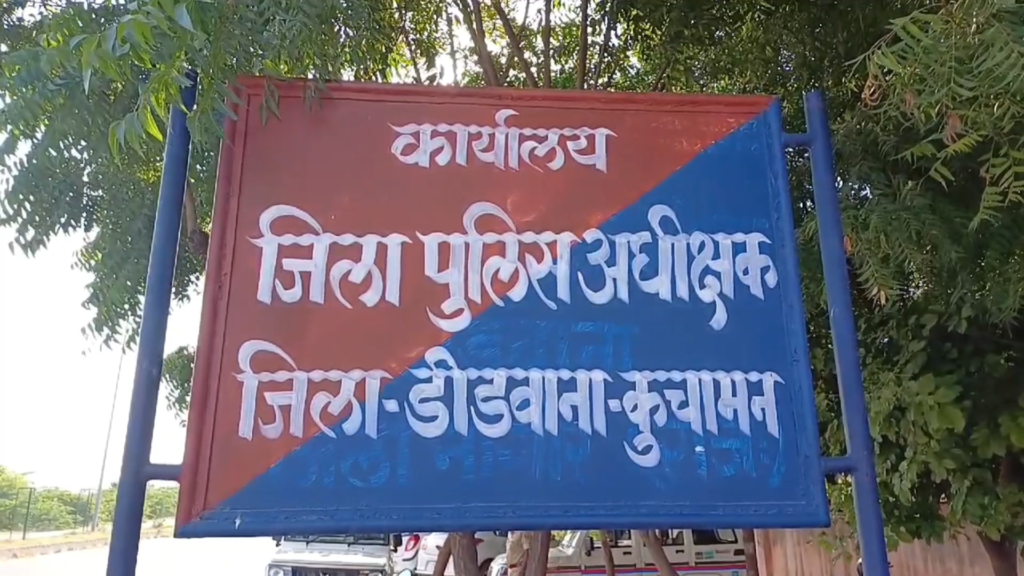 कार्यालय
जिला पुलिस अधीक्षक
जिला-डीडवाना-कुचामन